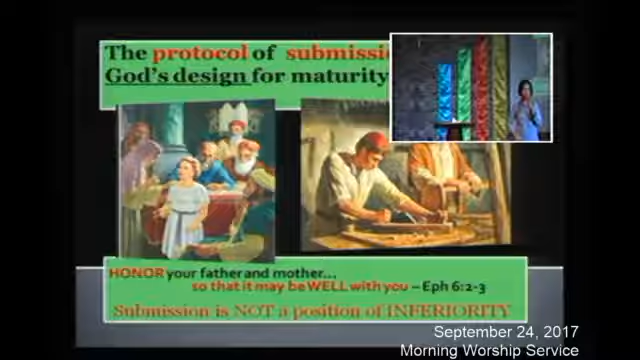 The protocol of
God's design for maturity
HONOR your father and mother...
so that it may be WELL with you – Eph 6:2-3
Submission is NOT a position of INFERIORITY
September 24, 2017
Morning Worship Service